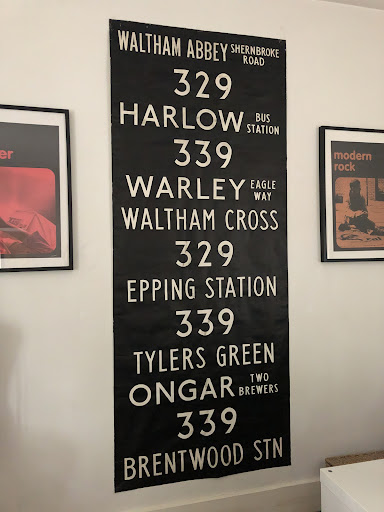 WALTHAM ABBEY SHERNBROKE ROAD
329
HARLOW BUS STATION
339
WARLEY EAGLE WAY
WALTHAM CROSS
329
EPPING STATION
339
TYLERS GREEN
ONGAR TWO BREWERS
339
BRENTWOOD STN
er
modern
rock